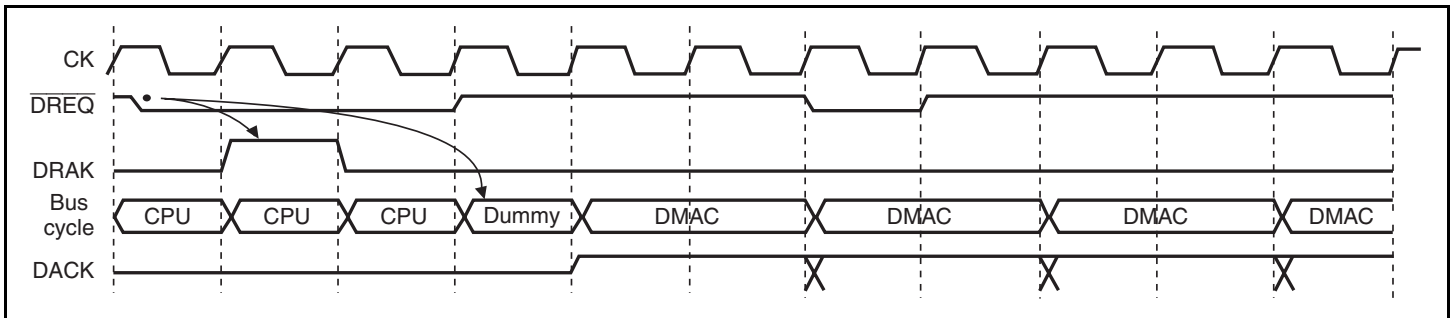 CK
DREQ
DRAK
Bus
cycle
CPU CPU CPU Dummy DMAC DMAC DMAC DMAC
DACK